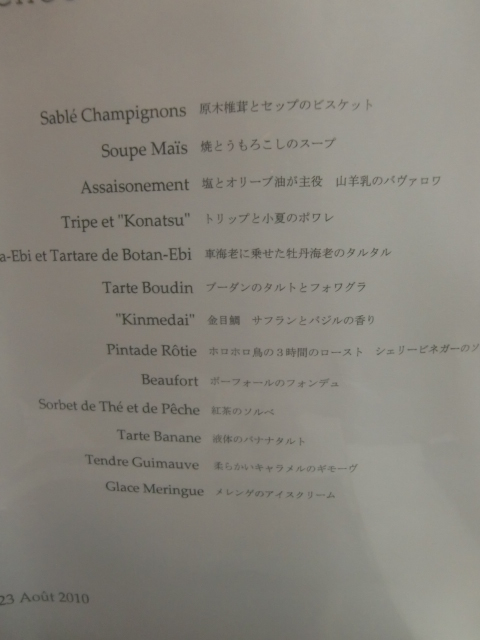 Sablé Champignons 原木椎茸とセップのビスケット
Soupe Maïs 焼とうもろこしのスープ
Assaisonement 塩とオリーブ油が主役 山羊乳のバヴァロワ
Tripe et "Konatsu" トリップと小夏のポワレ
a-Ebi et Tartare de Botan-Ebi 車海老に乗せた牡丹海老のタルタル
Tarte Boudin ブーダンのタルトとフォワグラ
"Kinmedai" 金目鯛 サフランとバジルの香り
Pintade Rôtie ホロホロ鳥の3時間のロースト シェリービネガーのソ
Beaufort ボーフォールのフォンデュ
Sorbet de Thé et de Pêche 紅茶のソルベ
Tarte Banane 液体のバナナタルト
Tendre Guimauve 柔らかいキャラメルのギモーヴ
Glace Meringue メレンゲのアイスクリーム
23 Août 2010